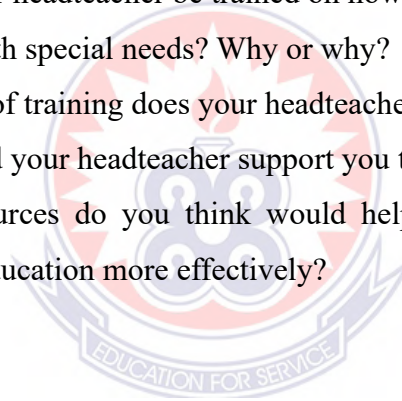 headteacher be trained on how
th special needs? Why or why?
of training does your headteache
your headteacher support you t
urces do you think would hel
ucation more effectively?
EDUCATION FOR SERVICE